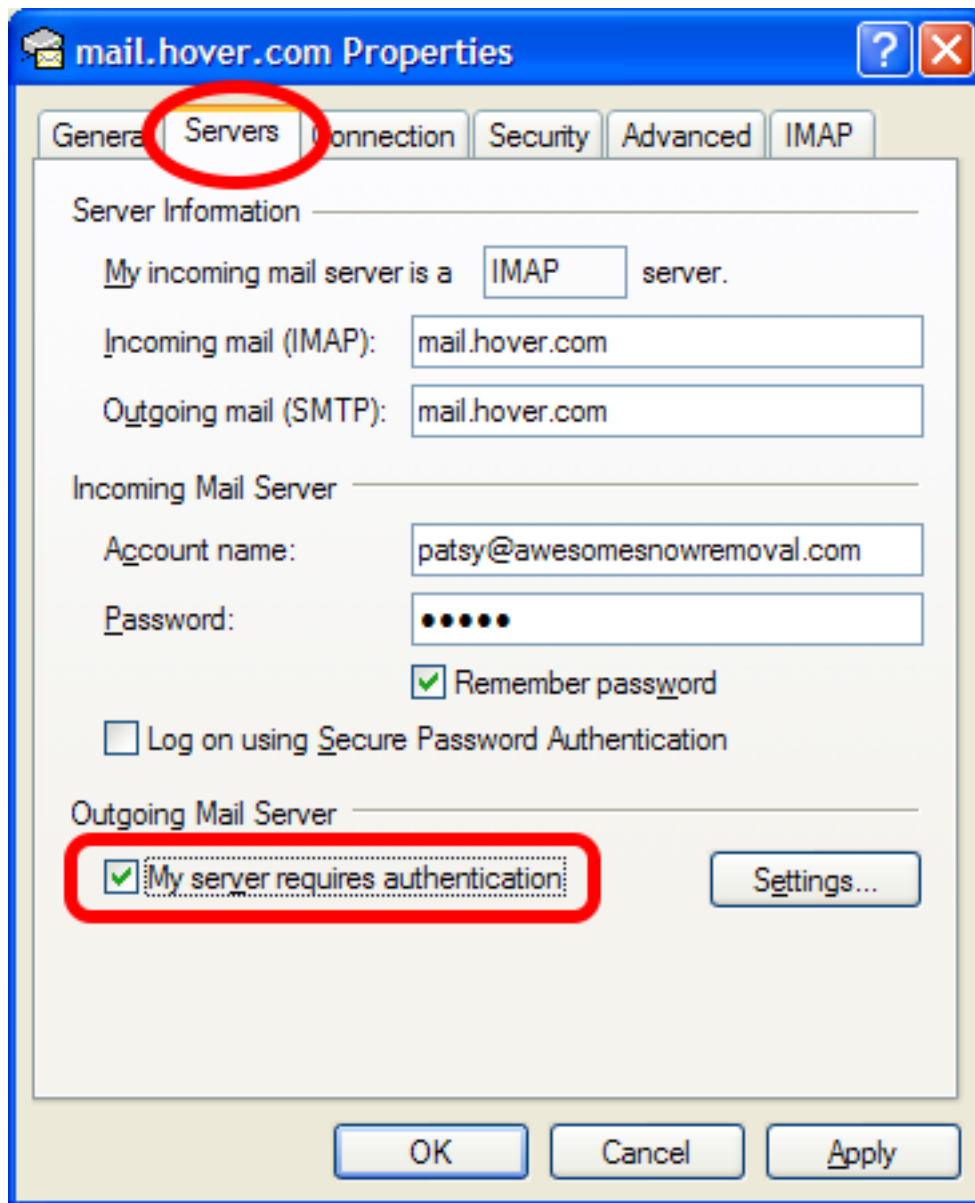 mail.hover.com Properties
General Servers Connection Security Advanced IMAP
Server Information
My incoming mail server is a IMAP server.
Incoming mail (IMAP): mail.hover.com
Outgoing mail (SMTP): mail.hover.com
Incoming Mail Server
Account name: patsy@awesomesnowremoval.com
Password: •••••
Remember password
Log on using Secure Password Authentication
Outgoing Mail Server
My server requires authentication Settings...
OK Cancel Apply